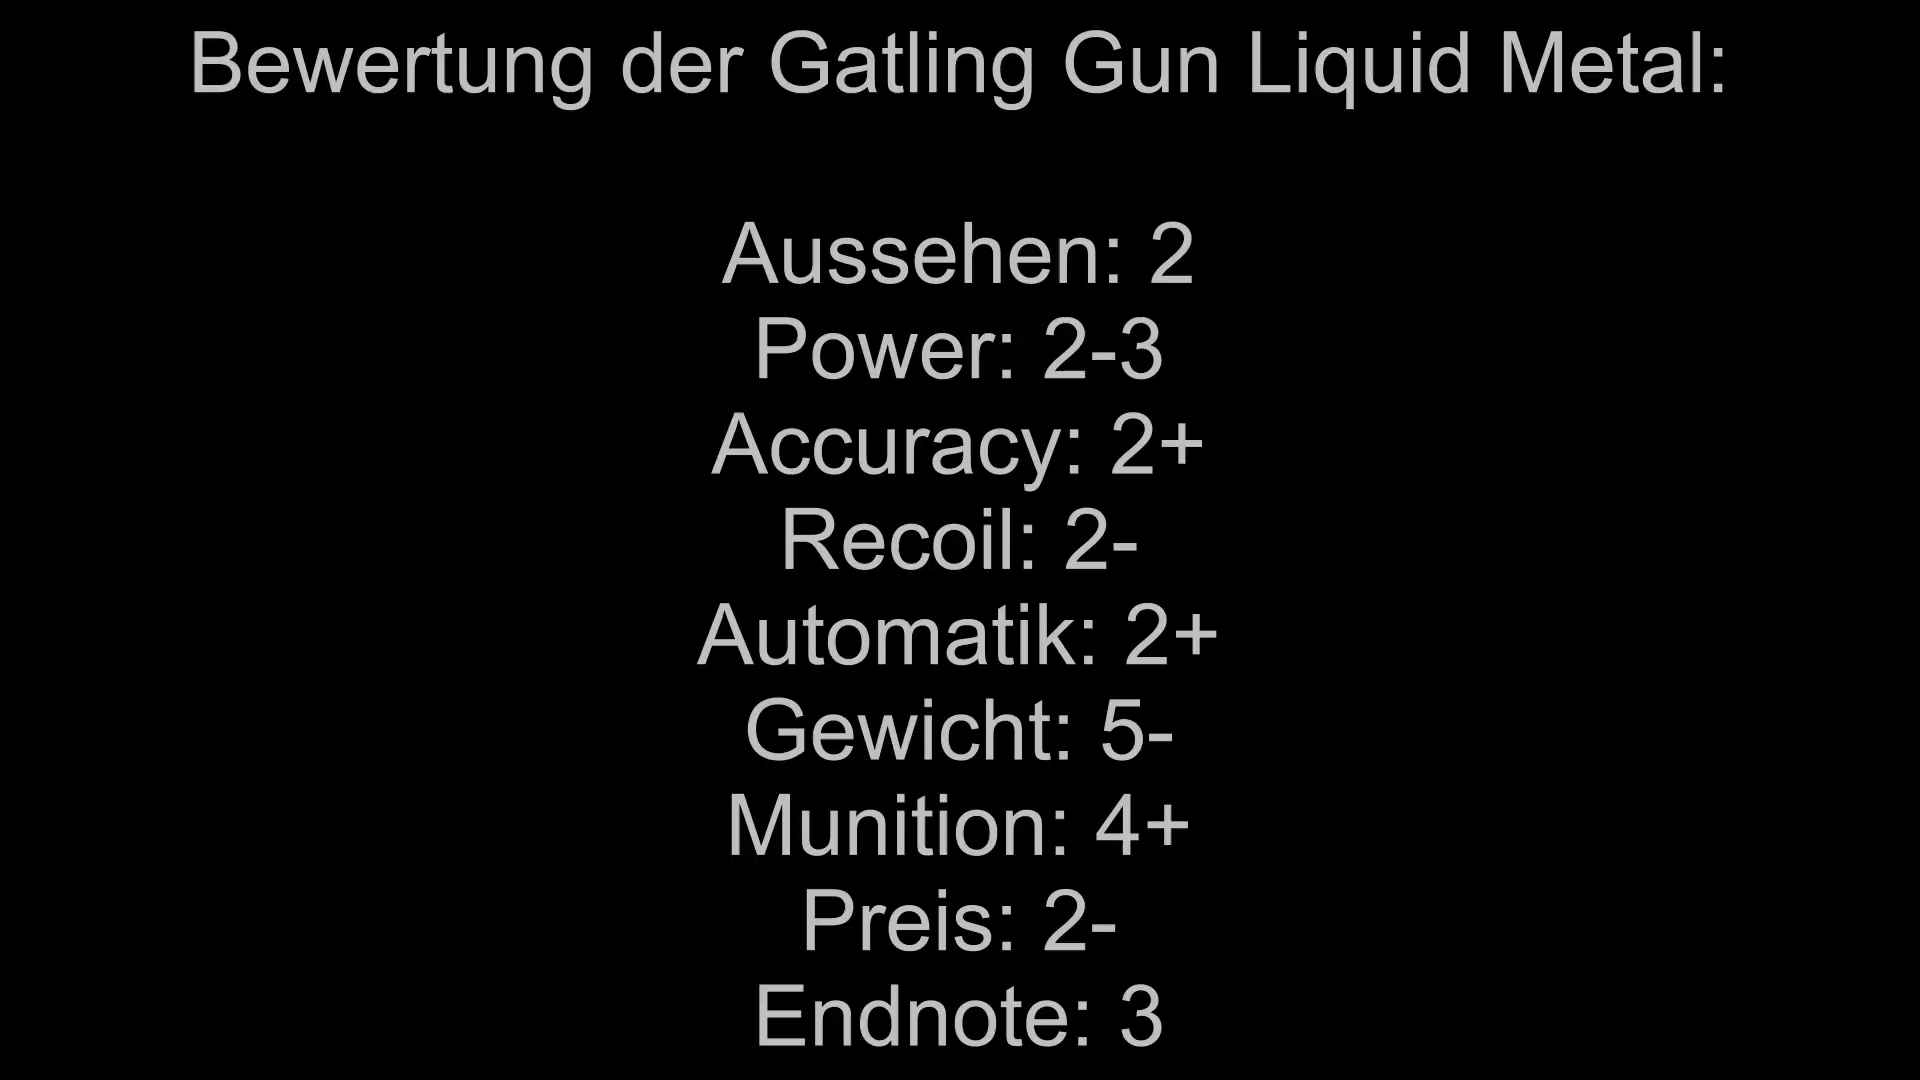 Bewertung der Gatling Gun Liquid Metal:
Aussehen: 2
Power: 2-3
Accuracy: 2+
Recoil: 2-
Automatik: 2+
Gewicht: 5-
Munition: 4+
Preis: 2-
Endnote: 3